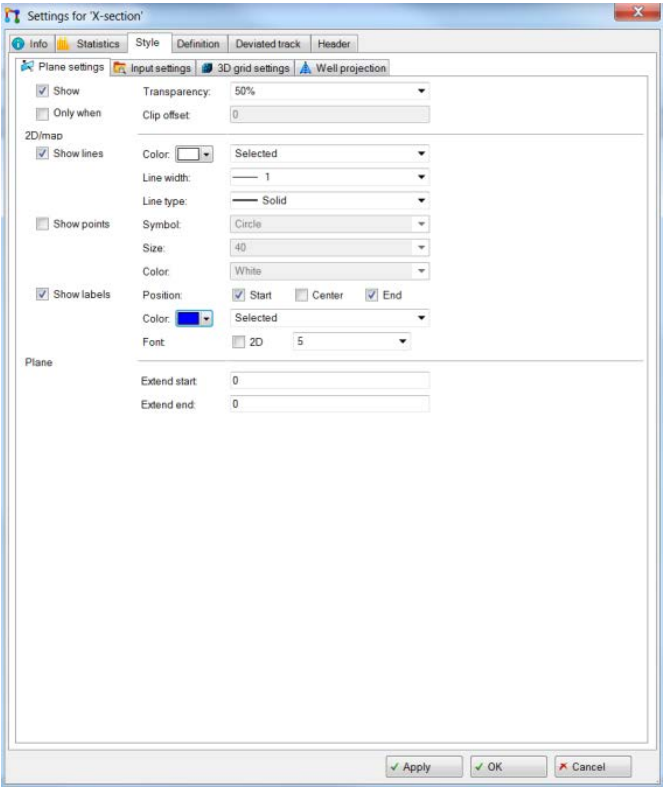 Settings for 'X-section'
Info Statistics Style Definition Deviated track Header
Plane settings Input settings 3D grid settings Well projection
Show Transparency: 50%
Only when Clip offset: 0
2D/map
Show lines Color: Selected
Line width: 1
Line type: Solid
Show points Symbol: Circle
Size: 40
Color: White
Show labels Position: Start Center End
Color: Selected
Font: 2D 5
Plane
Extend start: 0
Extend end: 0
Apply OK Cancel